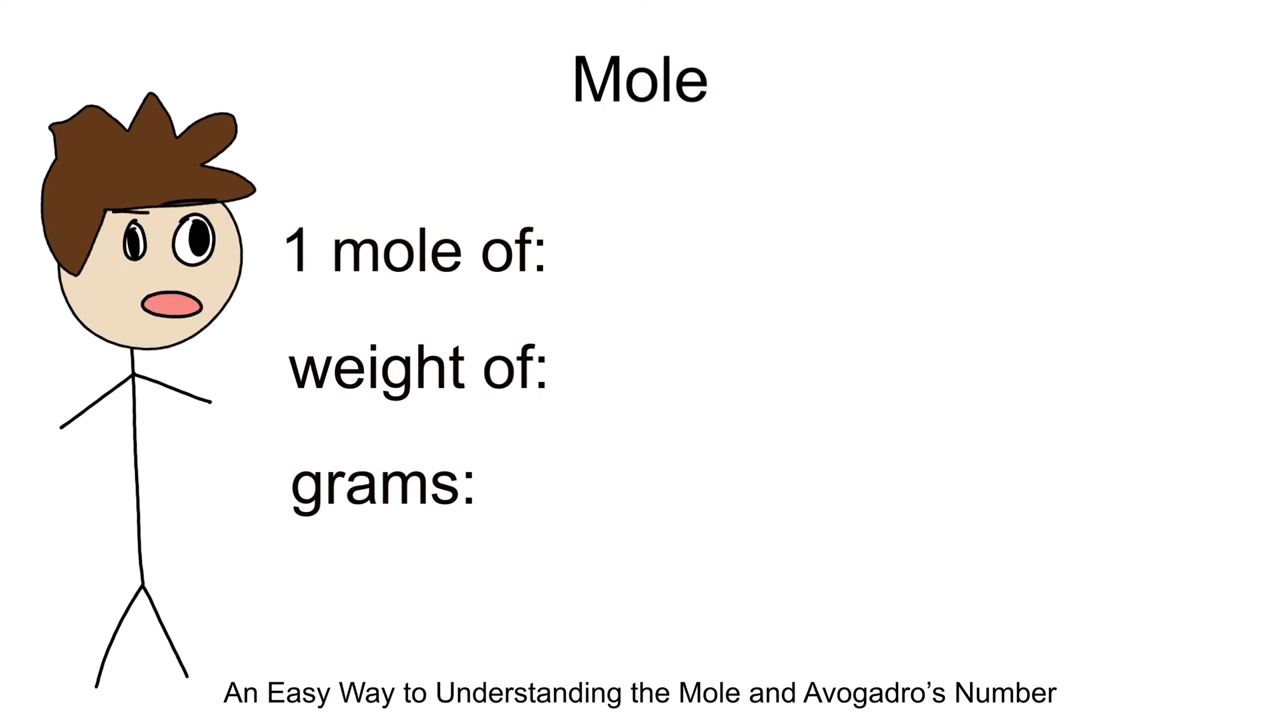 Mole
1 mole of:
weight of:
grams:
An Easy Way to Understanding the Mole and Avogadro’s Number